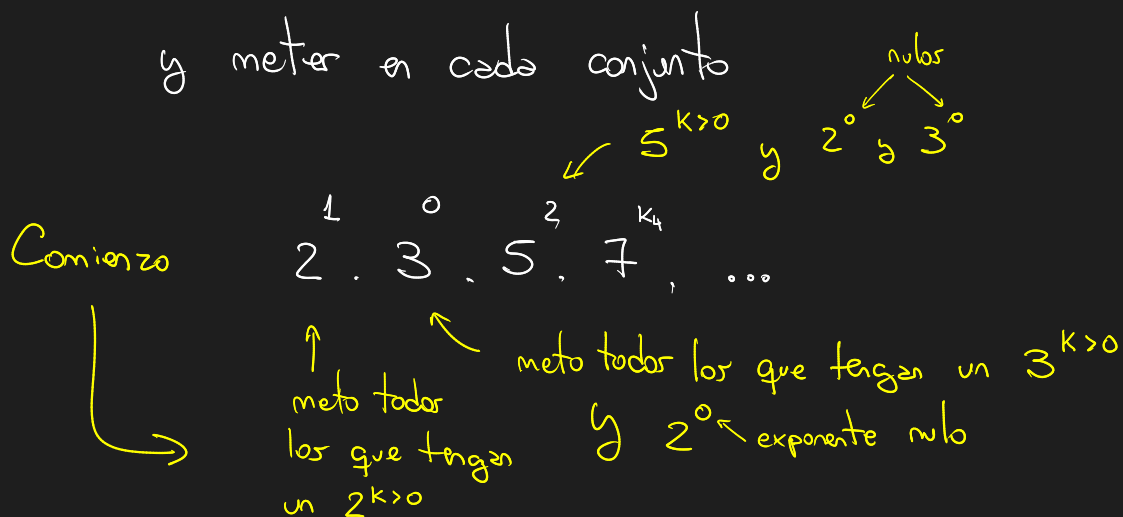 y meter en cada conjunto
nulos
5^{K>0} y 2^0 y 3^0
Comienzo 2^1 . 3^0 . 5^2 . 7^{K_4} . ...
meto todos los que tengan un 3^{K>0}
y 2^0 exponente nulo
meto todos
los que tengan
un 2^{K>0}